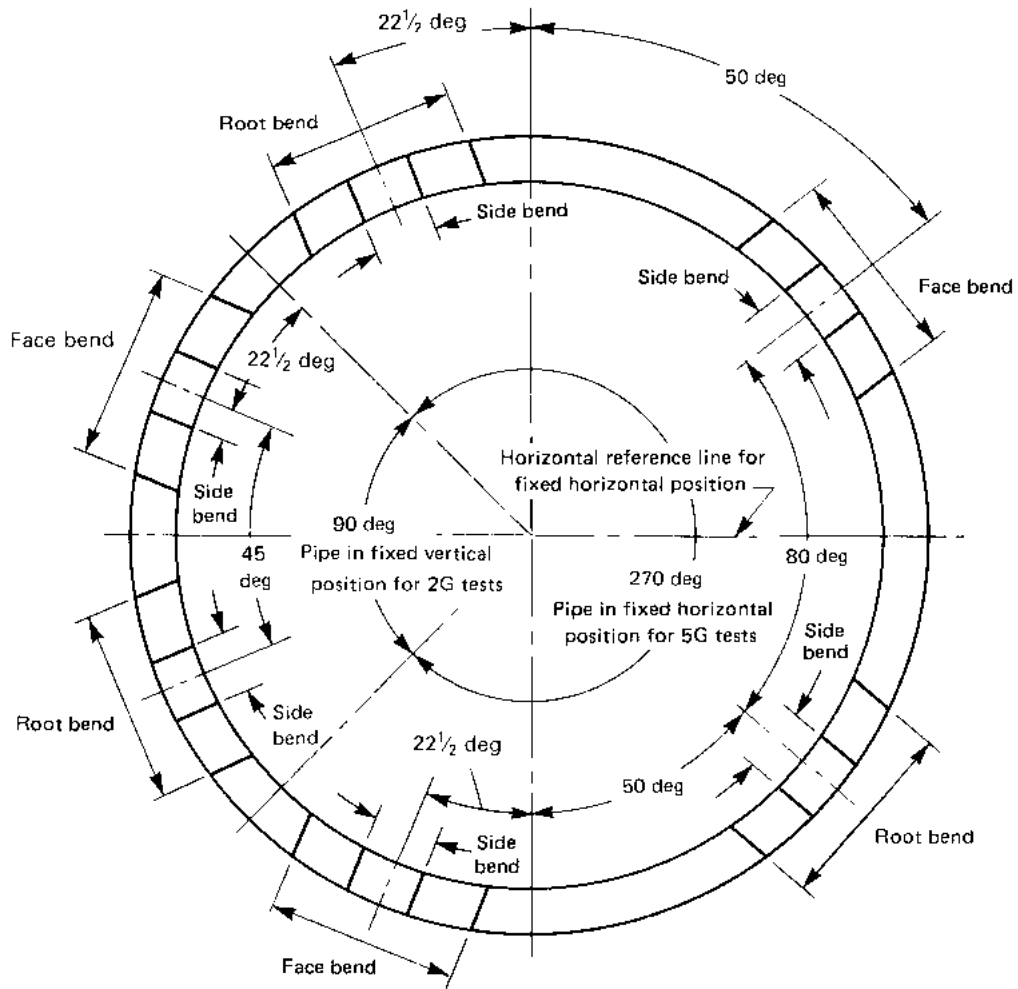 22½ deg
50 deg
Root bend
Side bend
Side bend
Face bend
Face bend
22½ deg
Horizontal reference line for
fixed horizontal position
Side
bend
90 deg
Pipe in fixed vertical
position for 2G tests
45
deg
80 deg
270 deg
Pipe in fixed horizontal
position for 5G tests
Side
bend
Root bend
Side
bend
22½ deg
50 deg
Side
bend
Root bend
Face bend